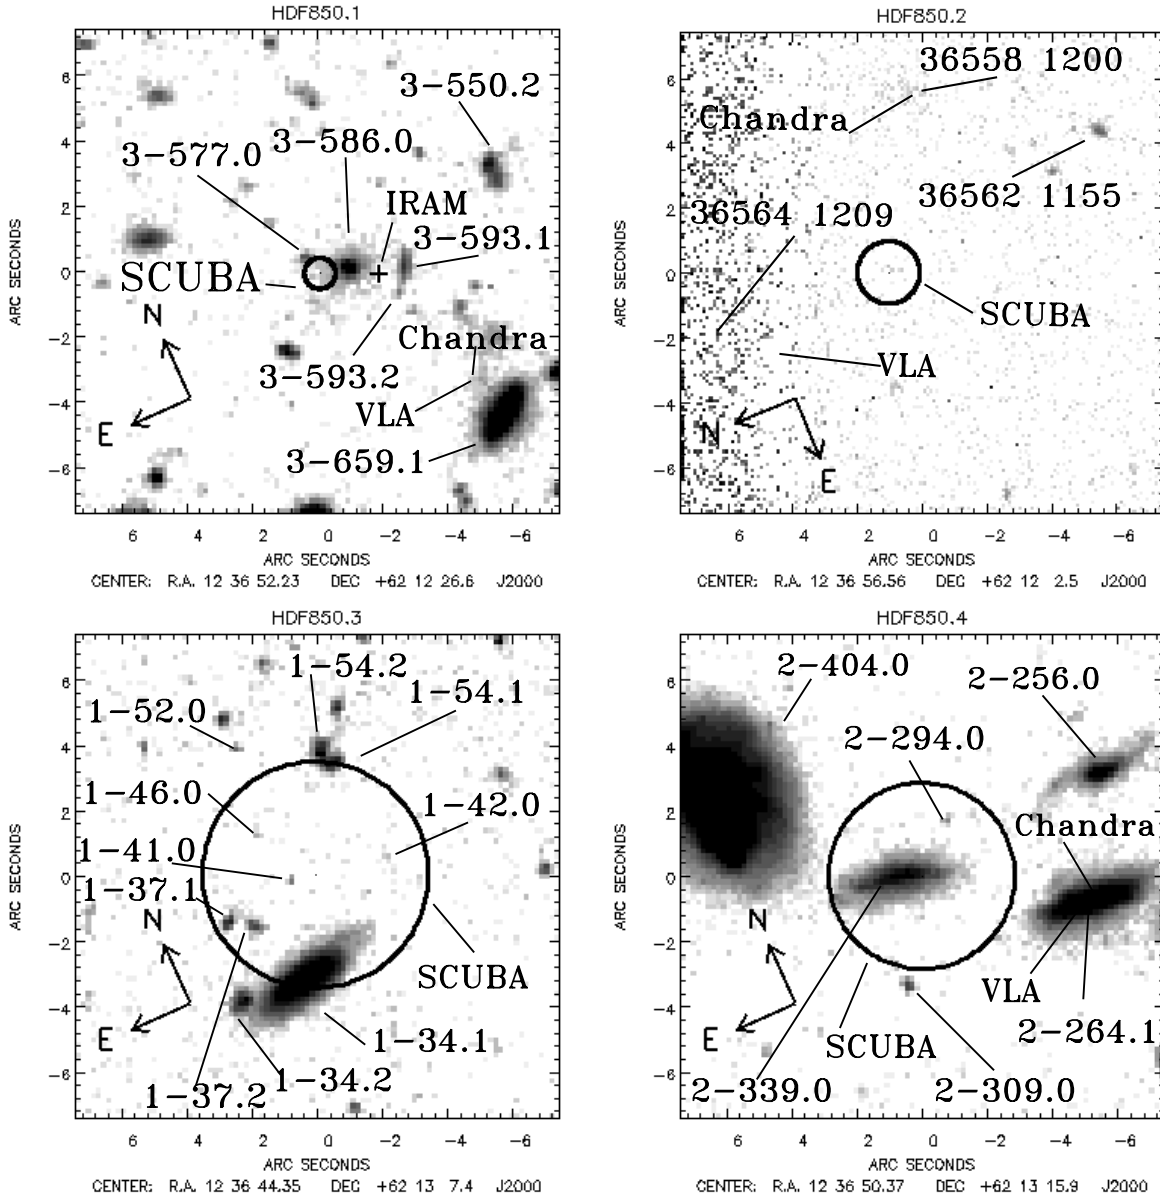 HDF850.1
3-550.2
3-577.0
3-586.0
IRAM
3-593.1
SCUBA
N
Chandra
3-593.2
VLA
E
3-659.1
ARC SECONDS
6
4
2
0
-2
-4
-6
6 4 2 0 -2 -4 -6
ARC SECONDS
CENTER: R.A. 12 36 52.23 DEC +62 12 26.6 J2000
HDF850.2
36558 1200
Chandra
36562 1155
36564 1209
SCUBA
VLA
N
E
ARC SECONDS
6
4
2
0
-2
-4
-6
6 4 2 0 -2 -4 -6
ARC SECONDS
CENTER: R.A. 12 36 56.56 DEC +62 12 2.5 J2000
HDF850.3
1-54.2
1-54.1
1-52.0
1-46.0
1-42.0
1-41.0
1-37.1
N
SCUBA
E
1-34.1
1-34.2
1-37.2
ARC SECONDS
6
4
2
0
-2
-4
-6
6 4 2 0 -2 -4 -6
ARC SECONDS
CENTER: R.A. 12 36 44.35 DEC +62 13 7.4 J2000
HDF850.4
2-404.0
2-256.0
2-294.0
Chandra
N
VLA
E
SCUBA
2-264.1
2-339.0
2-309.0
ARC SECONDS
6
4
2
0
-2
-4
-6
6 4 2 0 -2 -4 -6
ARC SECONDS
CENTER: R.A. 12 36 50.37 DEC +62 13 15.9 J2000